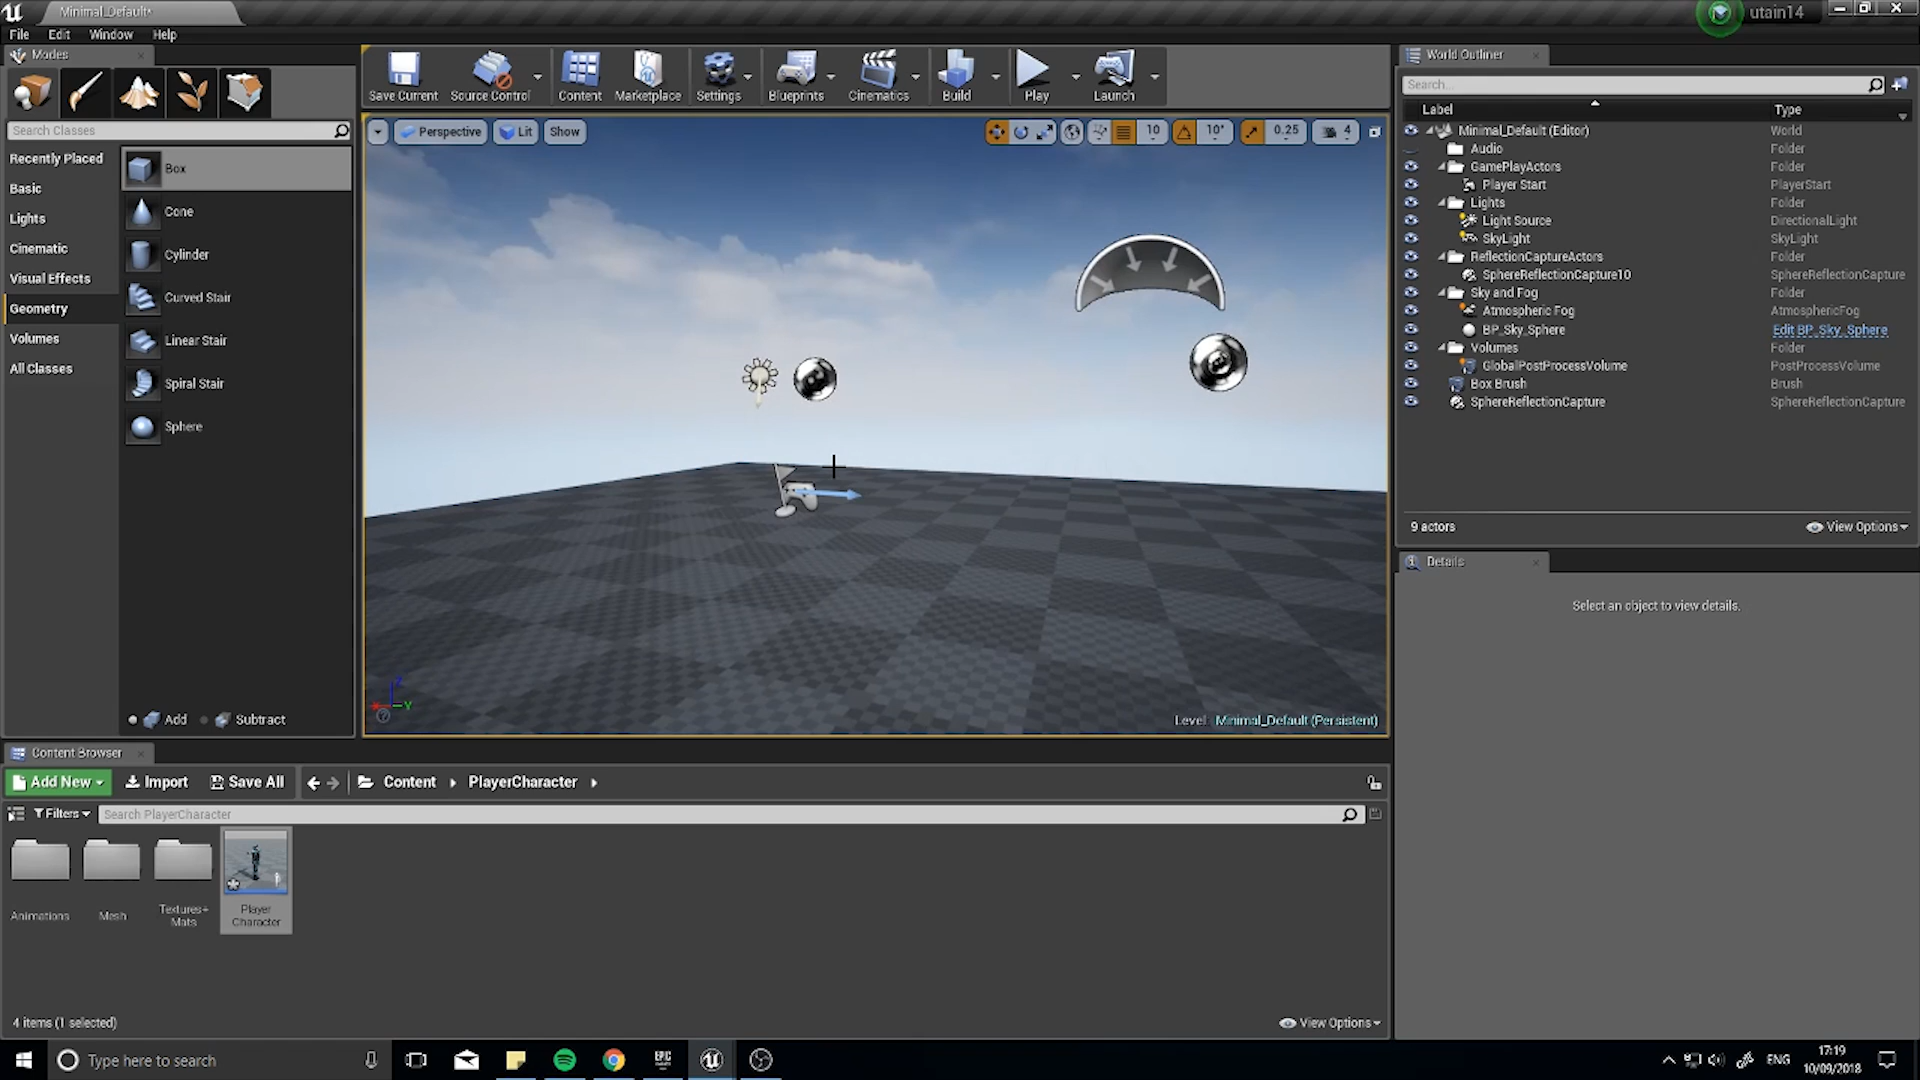 Minimal_Default*
utain14
File Edit Window Help
Modes
Search Classes
Recently Placed
Basic
Lights
Cinematic
Visual Effects
Geometry
Volumes
All Classes
Box
Cone
Cylinder
Curved Stair
Linear Stair
Spiral Stair
Sphere
Add Subtract
Save Current Source Control Content Marketplace Settings Blueprints Cinematics Build Play Launch
Perspective Lit Show
10 10° 0.25 4
Z
Y
Level: Minimal_Default (Persistent)
World Outliner
Search...
Label Type
Minimal_Default (Editor) World
Audio Folder
GamePlayActors Folder
Player Start PlayerStart
Lights Folder
Light Source DirectionalLight
SkyLight SkyLight
ReflectionCaptureActors Folder
SphereReflectionCapture10 SphereReflectionCapture
Sky and Fog Folder
Atmospheric Fog AtmosphericFog
BP_Sky_Sphere Edit BP_Sky_Sphere
Volumes Folder
GlobalPostProcessVolume PostProcessVolume
Box Brush Brush
SphereReflectionCapture SphereReflectionCapture
9 actors View Options
Details
Select an object to view details.
Content Browser
Add New Import Save All Content PlayerCharacter
Filters Search PlayerCharacter
Animations
Mesh
Textures+
Mats
Player
Character
4 items (1 selected) View Options
Type here to search
EPIC
ENG
17:19
10/09/2018